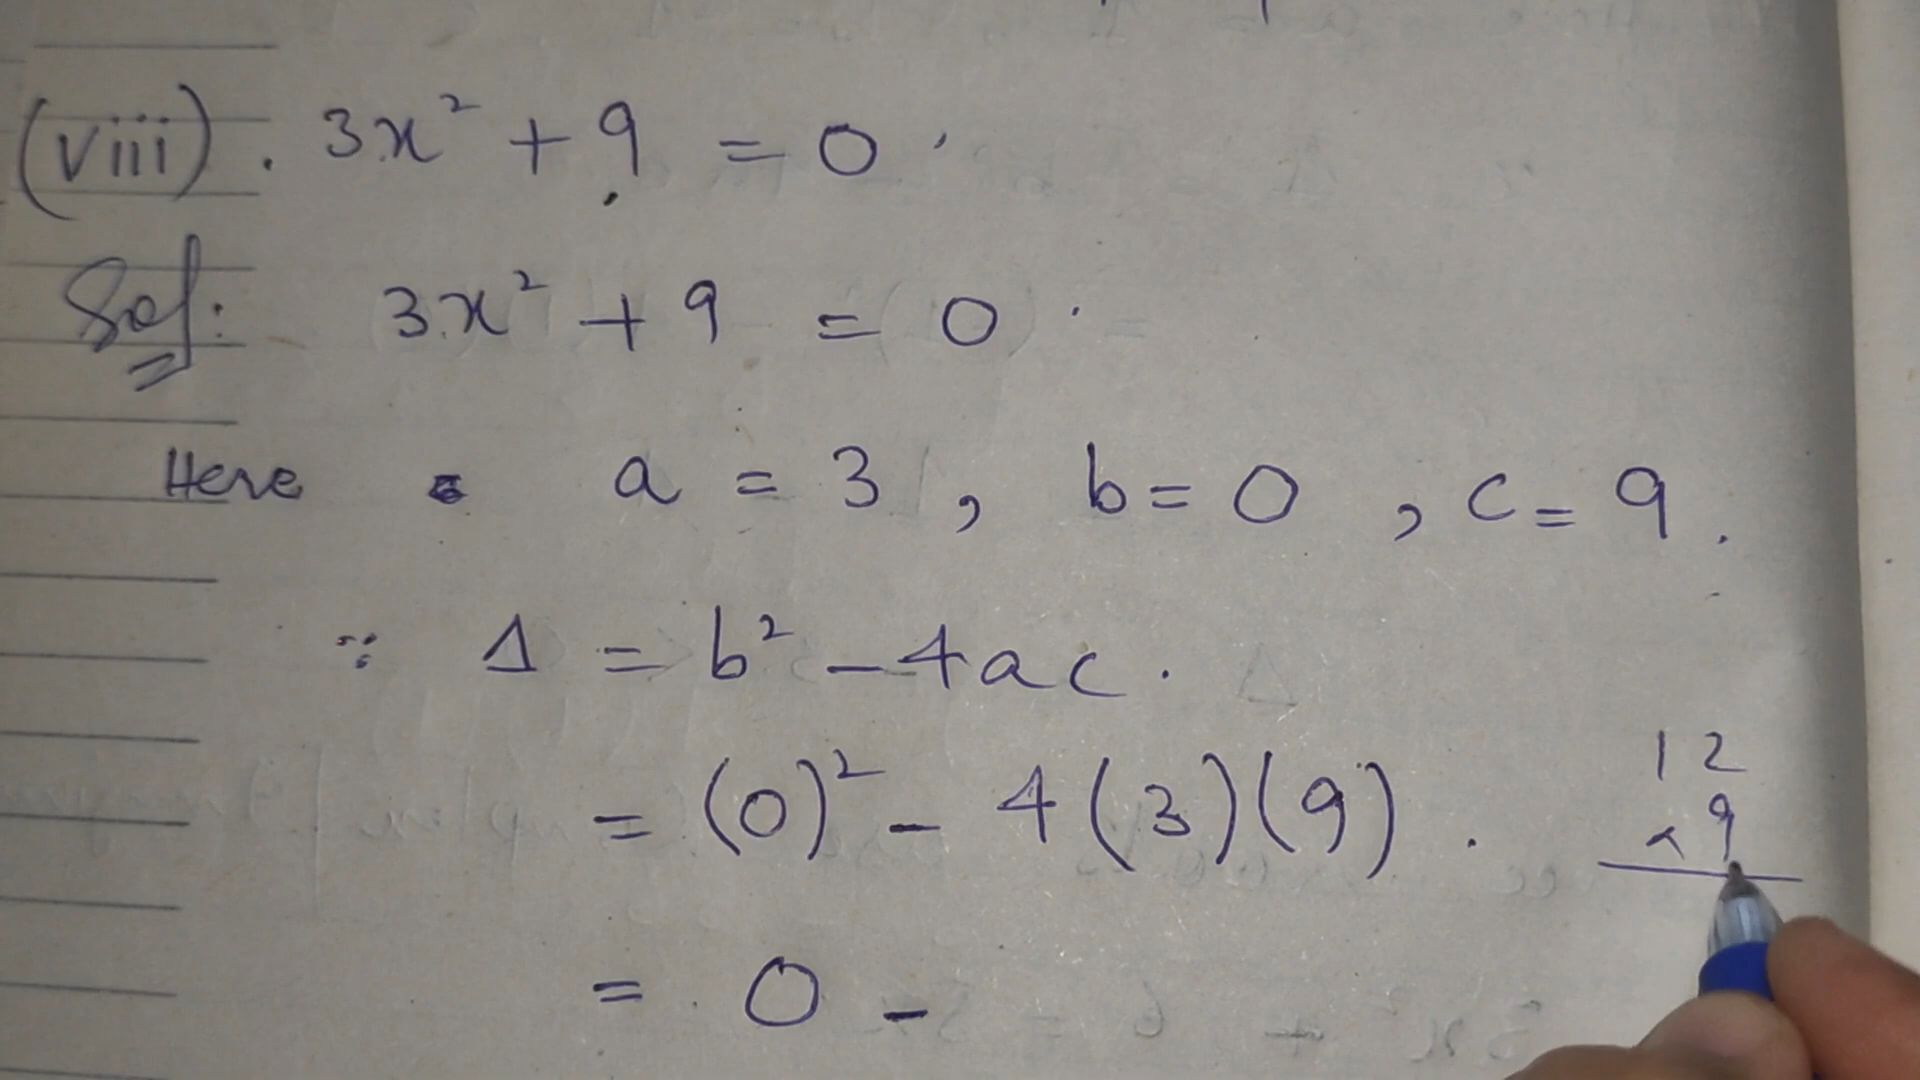 (viii). 3x² + 9 = 0.
Sol: 3x² + 9 = 0.
Here a = 3, b = 0, c = 9.
∵ Δ = b² - 4ac.
= (0)² - 4(3)(9).
12
× 9
= 0 -